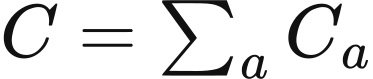 C = ∑ₐ Cₐ